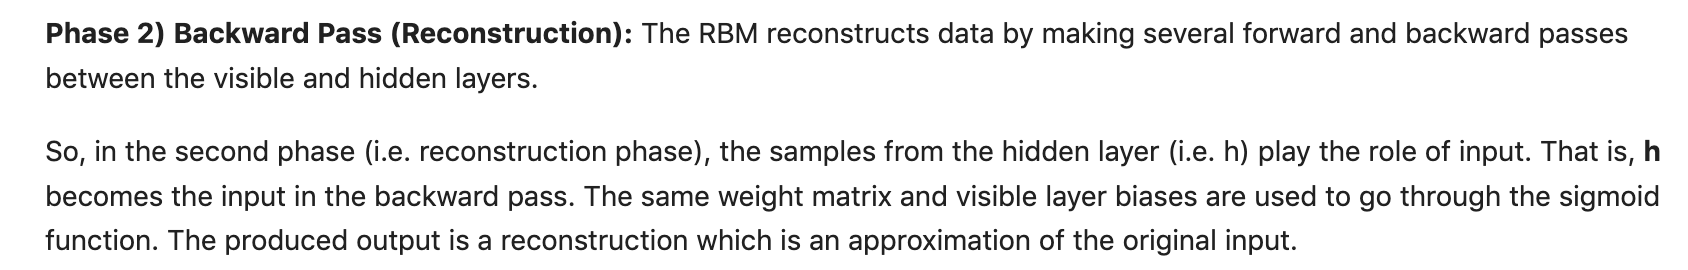 Phase 2) Backward Pass (Reconstruction): The RBM reconstructs data by making several forward and backward passes
between the visible and hidden layers.
So, in the second phase (i.e. reconstruction phase), the samples from the hidden layer (i.e. h) play the role of input. That is, h
becomes the input in the backward pass. The same weight matrix and visible layer biases are used to go through the sigmoid
function. The produced output is a reconstruction which is an approximation of the original input.